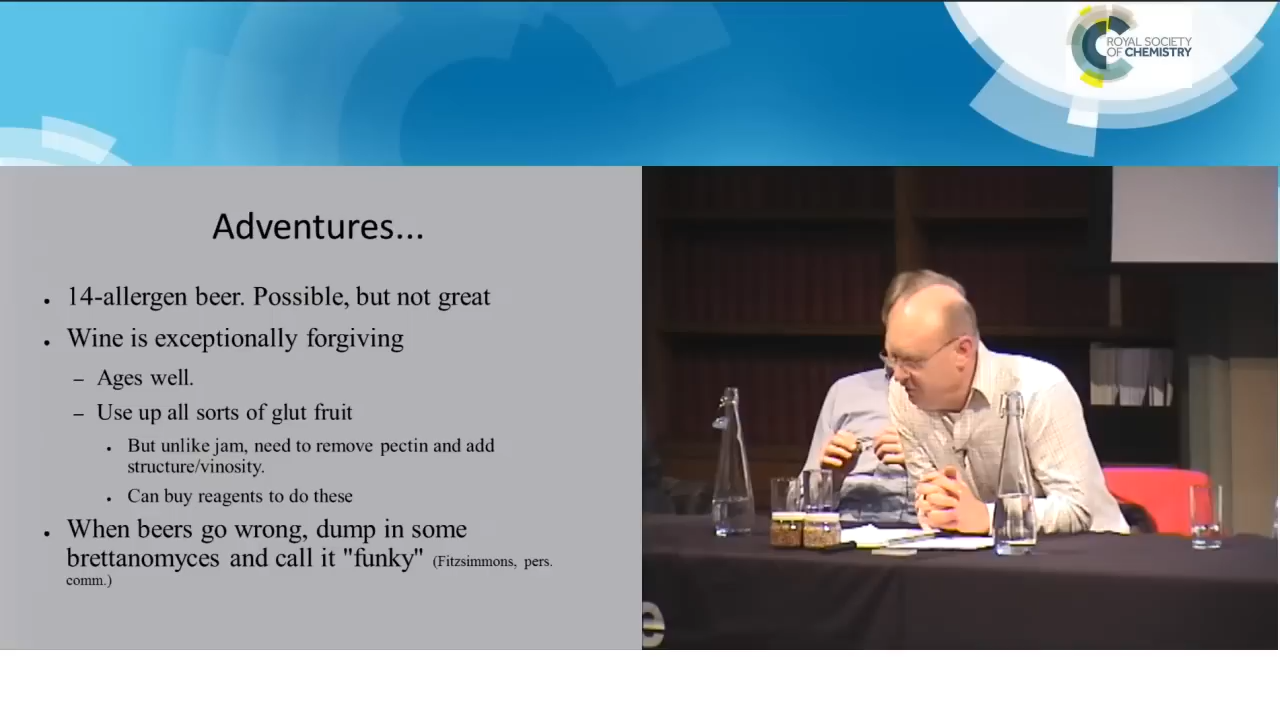 ROYAL SOCIETY
OF CHEMISTRY
Adventures...
14-allergen beer. Possible, but not great
Wine is exceptionally forgiving
– Ages well.
– Use up all sorts of glut fruit
But unlike jam, need to remove pectin and add
structure/vinosity.
Can buy reagents to do these
When beers go wrong, dump in some
brettanomyces and call it "funky" (Fitzsimmons, pers.
comm.)
e